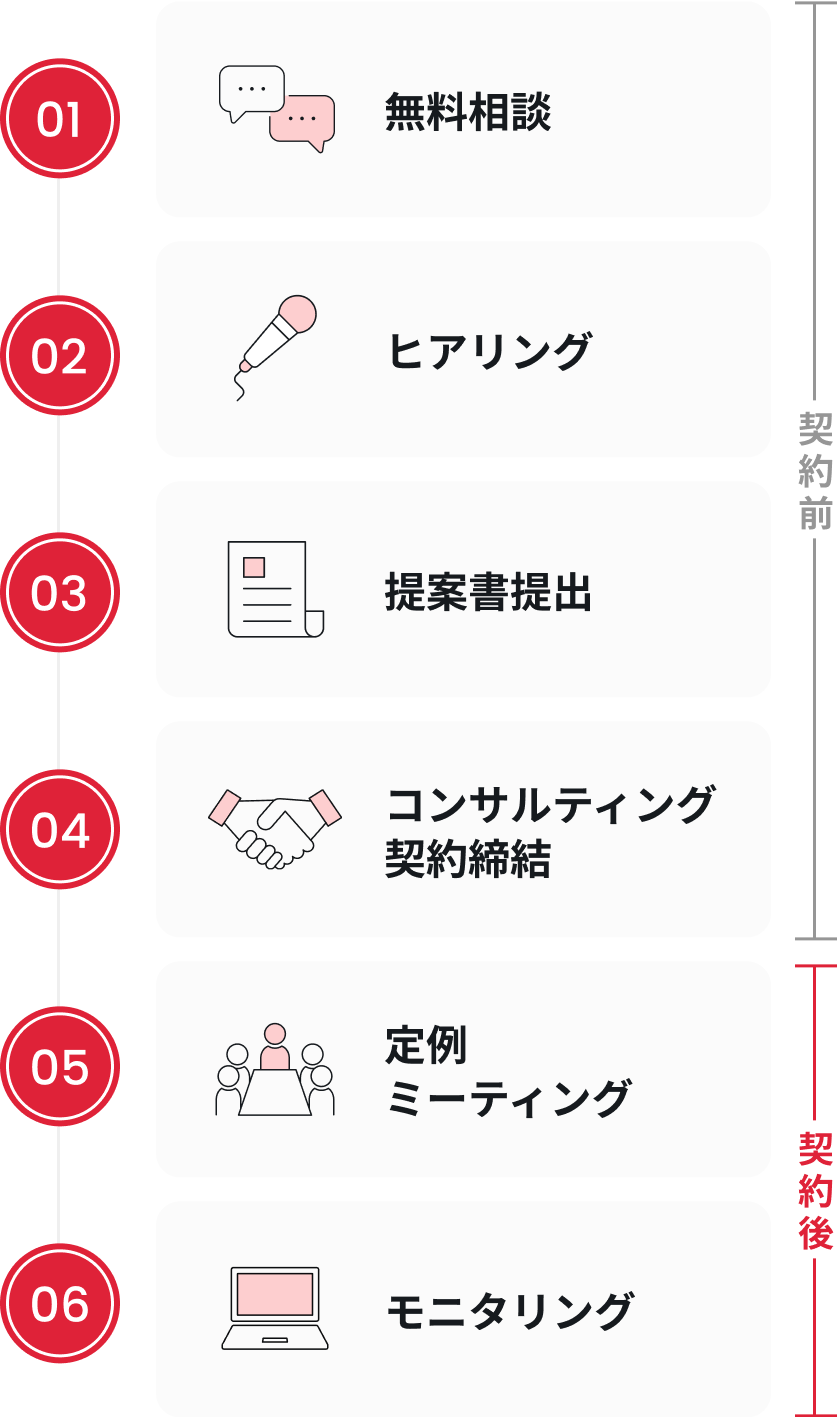 01
無料相談
02
ヒアリング
03
提案書提出
04
コンサルティング
契約締結
契約前
05
定例
ミーティング
06
モニタリング
契約後